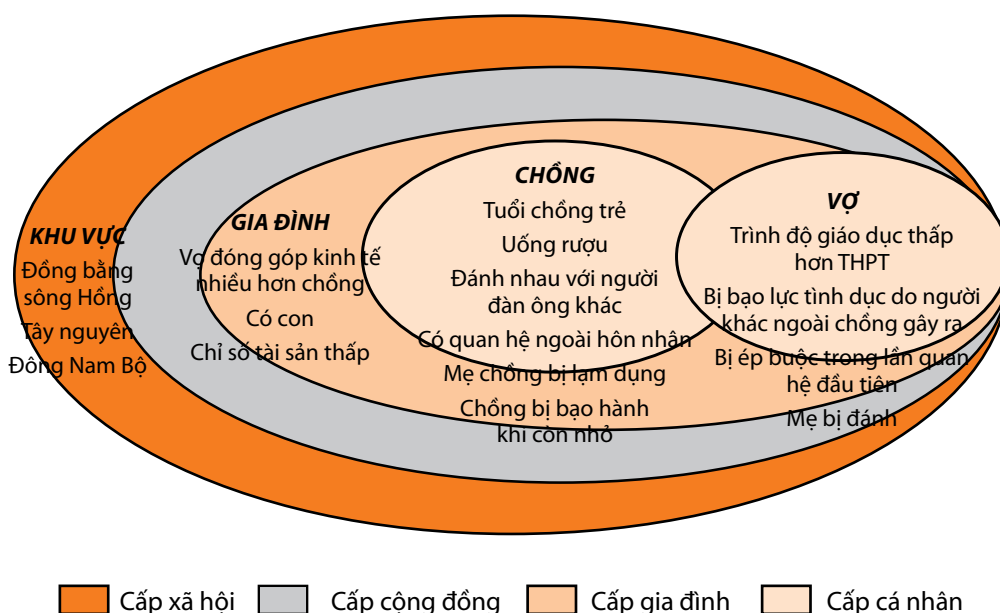 KHU VỰC
Đồng bằng
sông Hồng
Tây nguyên
Đông Nam Bộ
GIA ĐÌNH
Vợ đóng góp kinh tế
nhiều hơn chồng
Có con
Chỉ số tài sản thấp
CHỒNG
Tuổi chồng trẻ
Uống rượu
Đánh nhau với người
đàn ông khác
Có quan hệ ngoài hôn nhân
Mẹ chồng bị lạm dụng
Chồng bị bạo hành
khi còn nhỏ
VỢ
Trình độ giáo dục thấp
hơn THPT
Bị bạo lực tình dục do người
khác ngoài chồng gây ra
Bị ép buộc trong lần quan
hệ đầu tiên
Mẹ bị đánh
Cấp xã hội
Cấp cộng đồng
Cấp gia đình
Cấp cá nhân